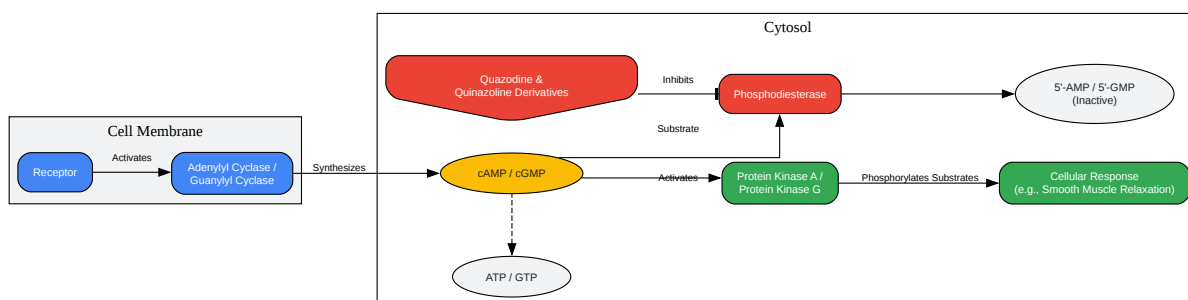 Cytosol
Quazodine &
Quinazoline Derivatives
Inhibits
Phosphodiesterase
5'-AMP / 5'-GMP
(Inactive)
Cell Membrane
Receptor
Activates
Adenylyl Cyclase /
Guanylyl Cyclase
Synthesizes
Substrate
cAMP / cGMP
Activates
Protein Kinase A /
Protein Kinase G
Phosphorylates Substrates
Cellular Response
(e.g., Smooth Muscle Relaxation)
ATP / GTP